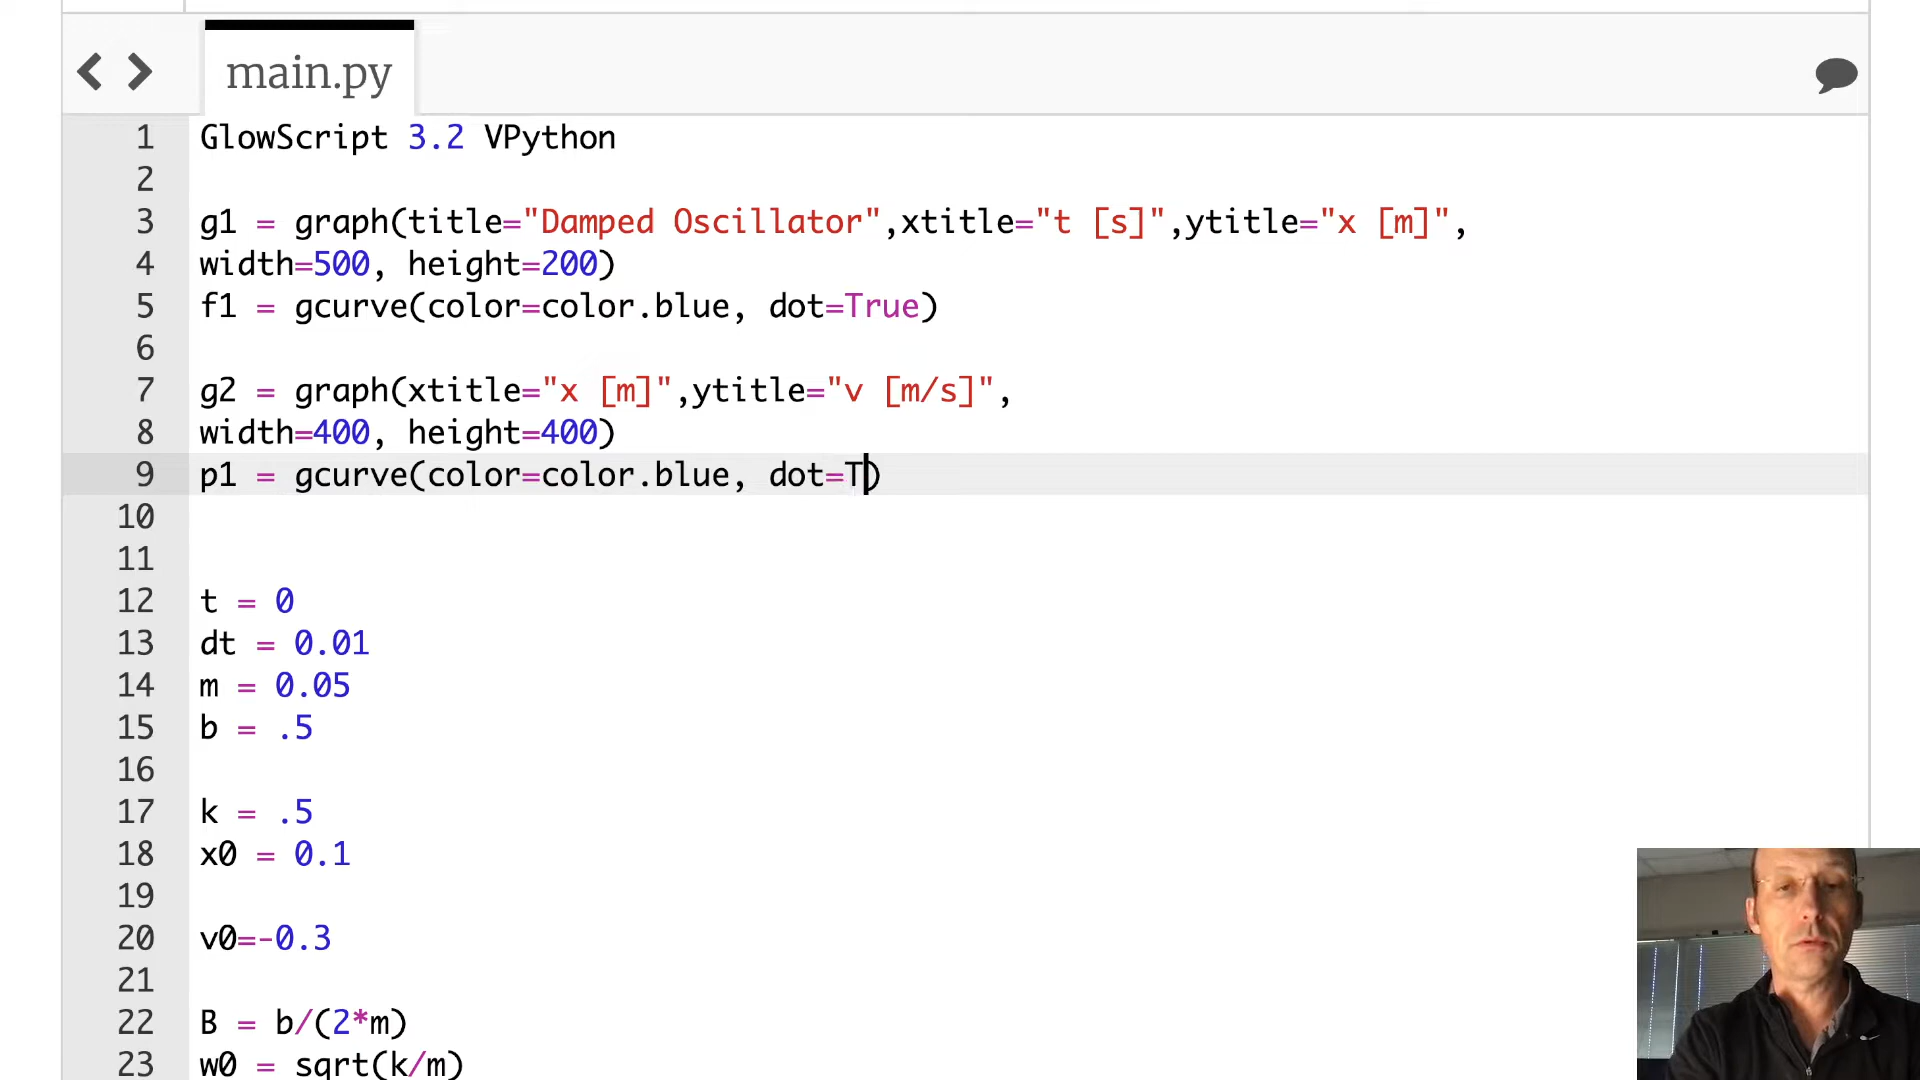 main.py
1 GlowScript 3.2 VPython
2
3 g1 = graph(title="Damped Oscillator",xtitle="t [s]",ytitle="x [m]",
4 width=500, height=200)
5 f1 = gcurve(color=color.blue, dot=True)
6
7 g2 = graph(xtitle="x [m]",ytitle="v [m/s]",
8 width=400, height=400)
9 p1 = gcurve(color=color.blue, dot=T)
10
11
12 t = 0
13 dt = 0.01
14 m = 0.05
15 b = .5
16
17 k = .5
18 x0 = 0.1
19
20 v0=-0.3
21
22 B = b/(2*m)
23 w0 = sqrt(k/m)